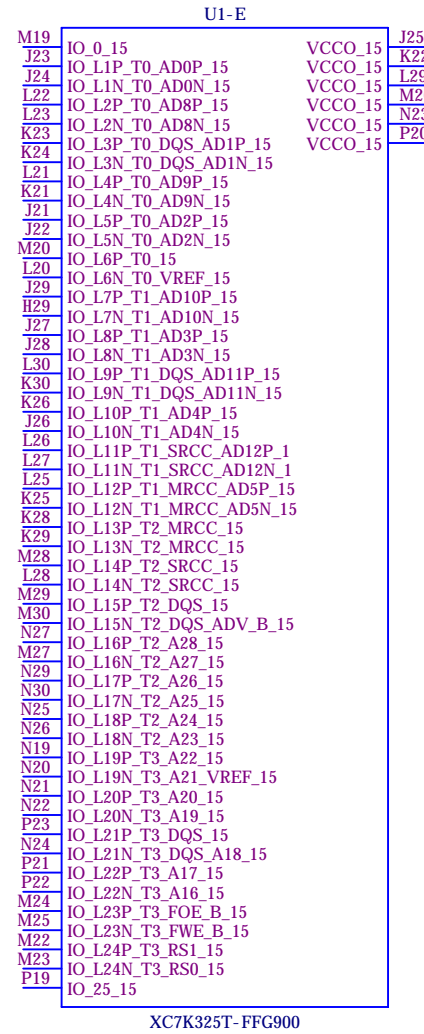 U1-E
M19 IO_0_15 VCCO_15 J25
J23 IO_L1P_T0_AD0P_15 VCCO_15 K22
J24 IO_L1N_T0_AD0N_15 VCCO_15 L29
L22 IO_L2P_T0_AD8P_15 VCCO_15 M2
L23 IO_L2N_T0_AD8N_15 VCCO_15 N23
K23 IO_L3P_T0_DQS_AD1P_15 VCCO_15 P20
K24 IO_L3N_T0_DQS_AD1N_15
L21 IO_L4P_T0_AD9P_15
K21 IO_L4N_T0_AD9N_15
J21 IO_L5P_T0_AD2P_15
J22 IO_L5N_T0_AD2N_15
M20 IO_L6P_T0_15
L20 IO_L6N_T0_VREF_15
J29 IO_L7P_T1_AD10P_15
H29 IO_L7N_T1_AD10N_15
J27 IO_L8P_T1_AD3P_15
J28 IO_L8N_T1_AD3N_15
L30 IO_L9P_T1_DQS_AD11P_15
K30 IO_L9N_T1_DQS_AD11N_15
K26 IO_L10P_T1_AD4P_15
J26 IO_L10N_T1_AD4N_15
L26 IO_L11P_T1_SRCC_AD12P_1
L27 IO_L11N_T1_SRCC_AD12N_1
L25 IO_L12P_T1_MRCC_AD5P_15
K25 IO_L12N_T1_MRCC_AD5N_15
K28 IO_L13P_T2_MRCC_15
K29 IO_L13N_T2_MRCC_15
M28 IO_L14P_T2_SRCC_15
L28 IO_L14N_T2_SRCC_15
M29 IO_L15P_T2_DQS_15
M30 IO_L15N_T2_DQS_ADV_B_15
N27 IO_L16P_T2_A28_15
M27 IO_L16N_T2_A27_15
N29 IO_L17P_T2_A26_15
N30 IO_L17N_T2_A25_15
N25 IO_L18P_T2_A24_15
N26 IO_L18N_T2_A23_15
N19 IO_L19P_T3_A22_15
N20 IO_L19N_T3_A21_VREF_15
N21 IO_L20P_T3_A20_15
N22 IO_L20N_T3_A19_15
P23 IO_L21P_T3_DQS_15
N24 IO_L21N_T3_DQS_A18_15
P21 IO_L22P_T3_A17_15
P22 IO_L22N_T3_A16_15
M24 IO_L23P_T3_FOE_B_15
M25 IO_L23N_T3_FWE_B_15
M22 IO_L24P_T3_RS1_15
M23 IO_L24N_T3_RS0_15
P19 IO_25_15
XC7K325T-FFG900